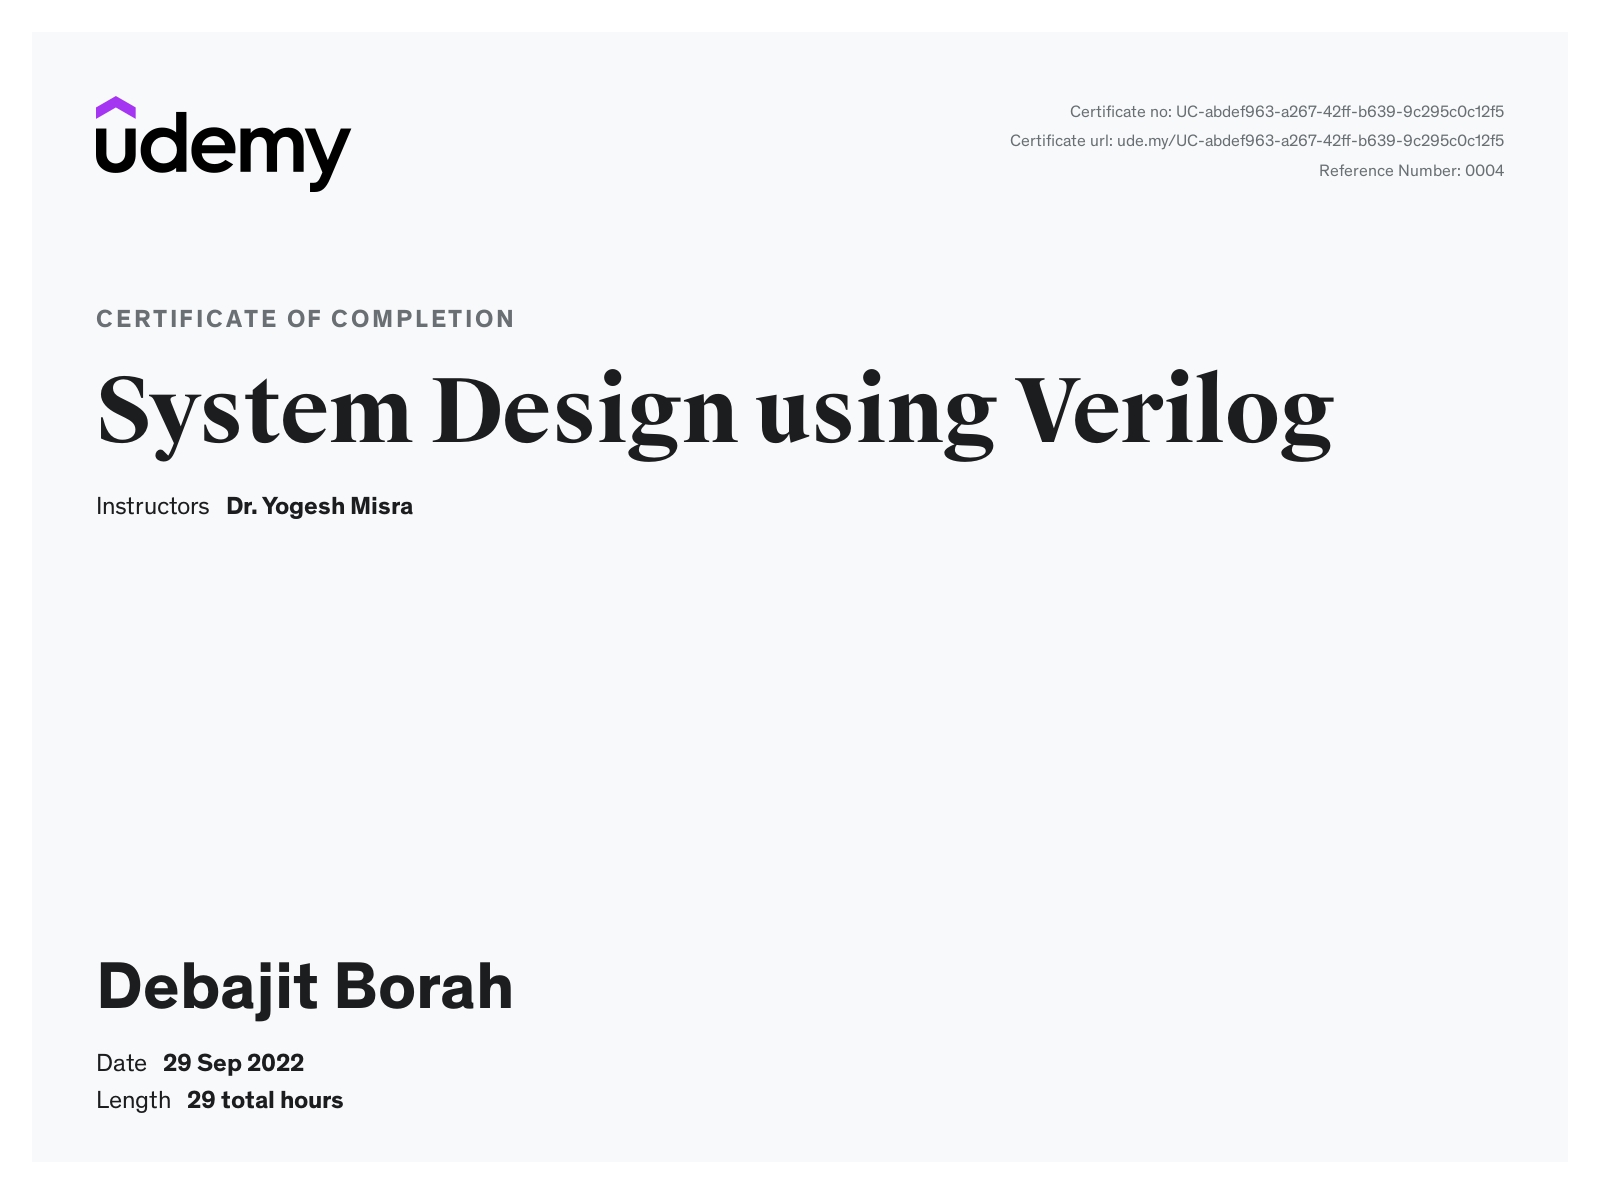 udemy
Certificate no: UC-abdef963-a267-42ff-b639-9c295c0c12f5
Certificate url: ude.my/UC-abdef963-a267-42ff-b639-9c295c0c12f5
Reference Number: 0004
CERTIFICATE OF COMPLETION
System Design using Verilog
Instructors Dr. Yogesh Misra
Debajit Borah
Date 29 Sep 2022
Length 29 total hours